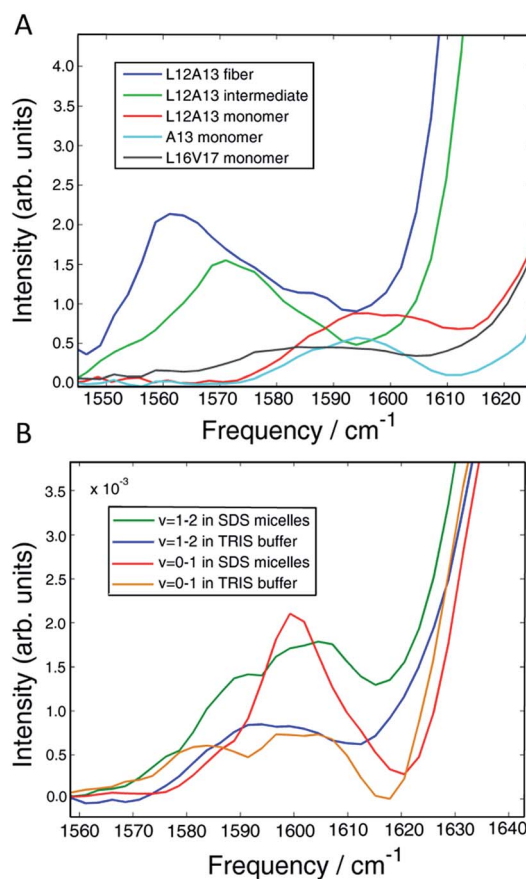 A
Intensity (arb. units)
4.0
3.5
3.0
2.5
2.0
1.5
1.0
0.5
0.0
L12A13 fiber
L12A13 intermediate
L12A13 monomer
A13 monomer
L16V17 monomer
1550 1560 1570 1580 1590 1600 1610 1620
Frequency / cm⁻¹
B
x 10⁻³
Intensity (arb. units)
3.5
3.0
2.5
2.0
1.5
1.0
0.5
0.0
v=1-2 in SDS micelles
v=1-2 in TRIS buffer
v=0-1 in SDS micelles
v=0-1 in TRIS buffer
1560 1570 1580 1590 1600 1610 1620 1630 1640
Frequency / cm⁻¹